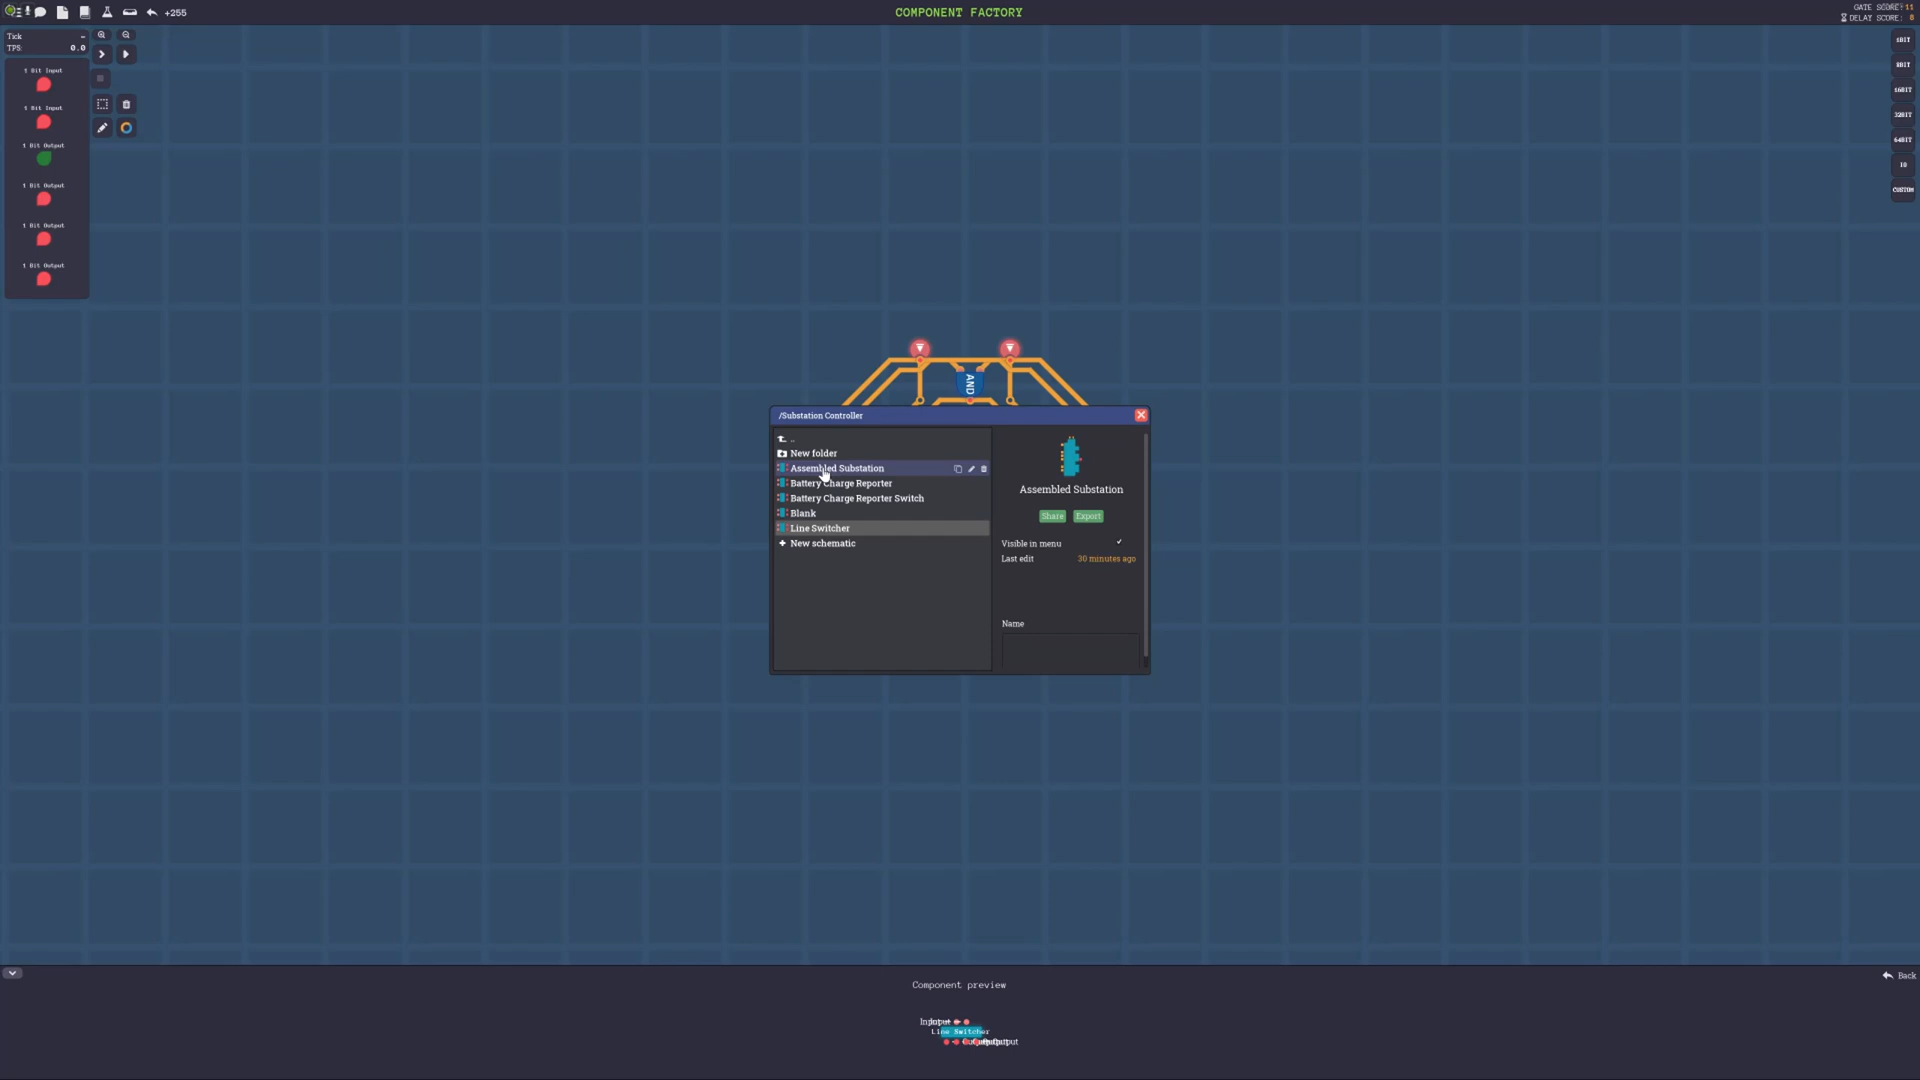 +255
COMPONENT FACTORY
GATE SCORE: 11
DELAY SCORE: 8
Tick -
TPS: 0.0
1 Bit Input
1 Bit Input
1 Bit Output
1 Bit Output
1 Bit Output
1 Bit Output
1BIT
8BIT
16BIT
32BIT
64BIT
IO
CUSTOM
AND
/Substation Controller
..
New folder
Assembled Substation
Battery Charge Reporter
Battery Charge Reporter Switch
Blank
Line Switcher
New schematic
Assembled Substation
Share Export
Visible in menu ✓
Last edit 30 minutes ago
Name
Back
Component preview
Line Switcher